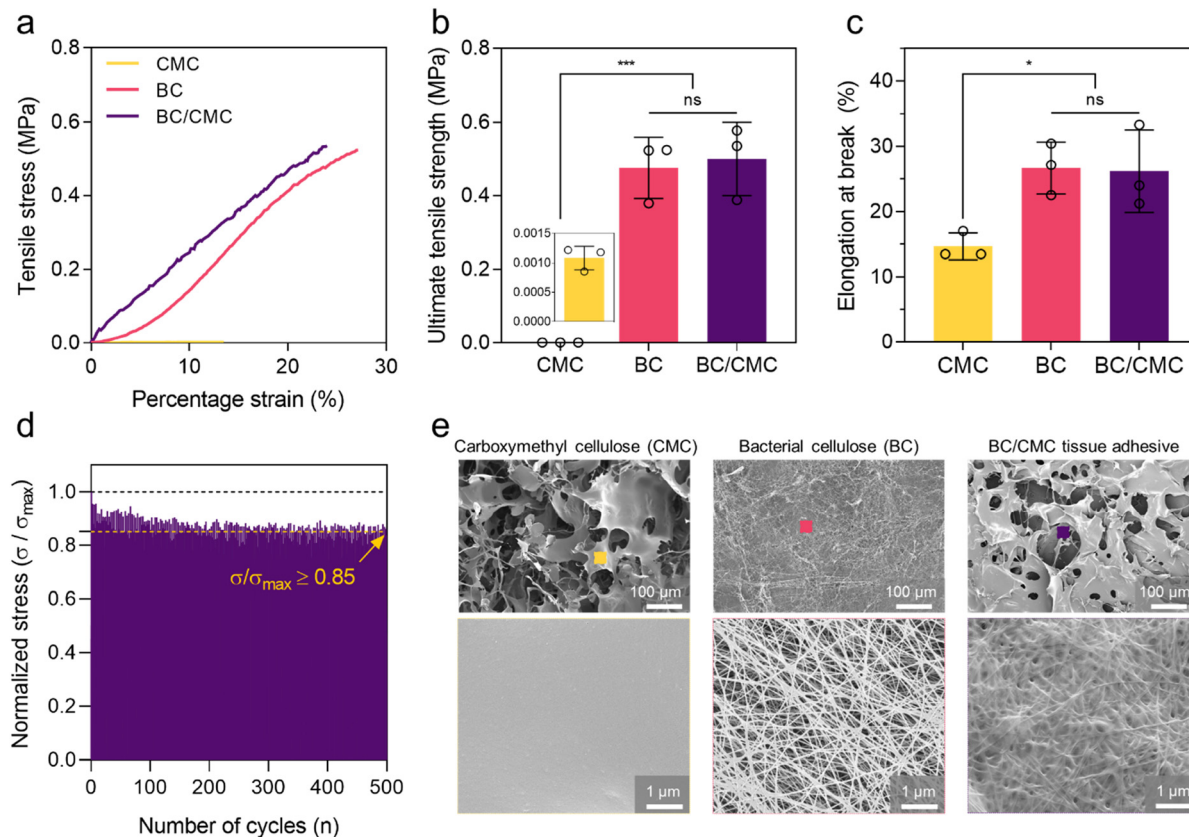 a
0.8
0.6
0.4
0.2
0.0
Tensile stress (MPa)
CMC
BC
BC/CMC
0
10
20
30
Percentage strain (%)
b
0.8
0.6
0.4
0.2
0.0
Ultimate tensile strength (MPa)
***
ns
0.0015
0.0010
0.0005
0.0000
CMC
BC
BC/CMC
c
40
30
20
10
0
Elongation at break (%)
*
ns
CMC
BC
BC/CMC
d
1.0
0.8
0.6
0.4
0.2
0.0
Normalized stress (σ / σmax)
σ/σmax ≥ 0.85
0
100
200
300
400
500
Number of cycles (n)
e
Carboxymethyl cellulose (CMC)
Bacterial cellulose (BC)
BC/CMC tissue adhesive
100 µm
100 µm
100 µm
1 µm
1 µm
1 µm